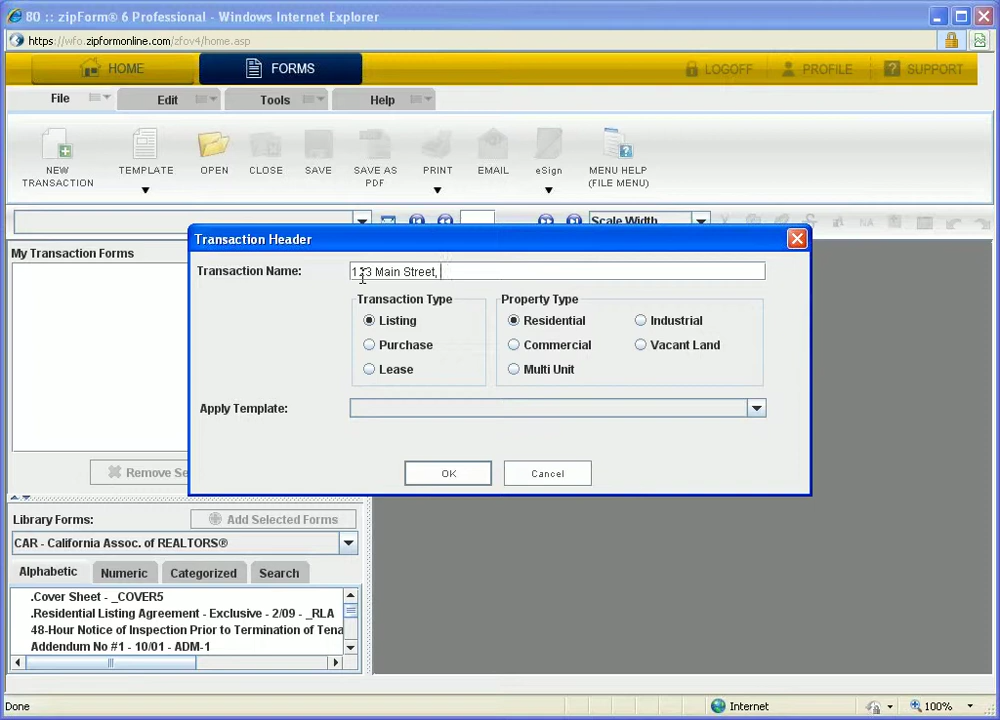 80 :: zipForm® 6 Professional - Windows Internet Explorer
https://wfo.zipformonline.com/zfov4/home.asp
HOME
FORMS
LOGOFF
PROFILE
SUPPORT
File
Edit
Tools
Help
NEW TRANSACTION
TEMPLATE
OPEN
CLOSE
SAVE
SAVE AS PDF
PRINT
EMAIL
eSign
MENU HELP (FILE MENU)
Scale Width
NA
My Transaction Forms
Transaction Header
Transaction Name:
123 Main Street,
Transaction Type
Property Type
Listing
Residential
Industrial
Purchase
Commercial
Vacant Land
Lease
Multi Unit
Apply Template:
OK
Cancel
Remove Se
Library Forms:
Add Selected Forms
CAR - California Assoc. of REALTORS®
Alphabetic
Numeric
Categorized
Search
.Cover Sheet - _COVER5
.Residential Listing Agreement - Exclusive - 2/09 - _RLA
48-Hour Notice of Inspection Prior to Termination of Tena
Addendum No #1 - 10/01 - ADM-1
Done
Internet
100%